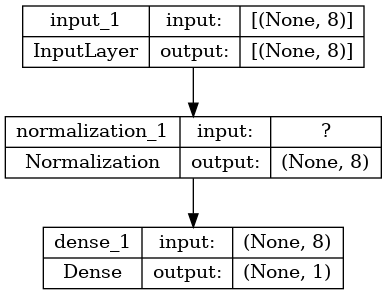 input_1 input: [(None, 8)]
InputLayer output: [(None, 8)]
normalization_1 input: ?
Normalization output: (None, 8)
dense_1 input: (None, 8)
Dense output: (None, 1)